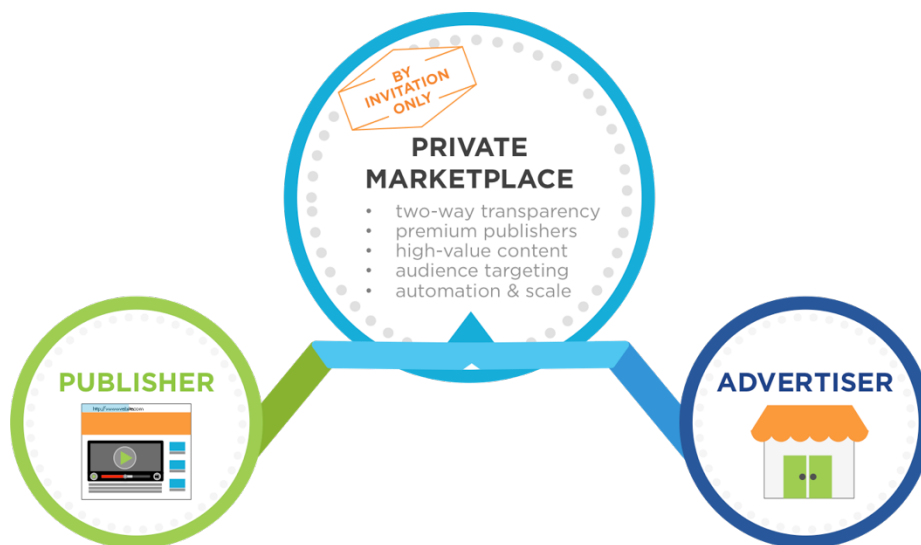 BY
INVITATION
ONLY
PRIVATE
MARKETPLACE
• two-way transparency
• premium publishers
• high-value content
• audience targeting
• automation & scale
PUBLISHER
ADVERTISER